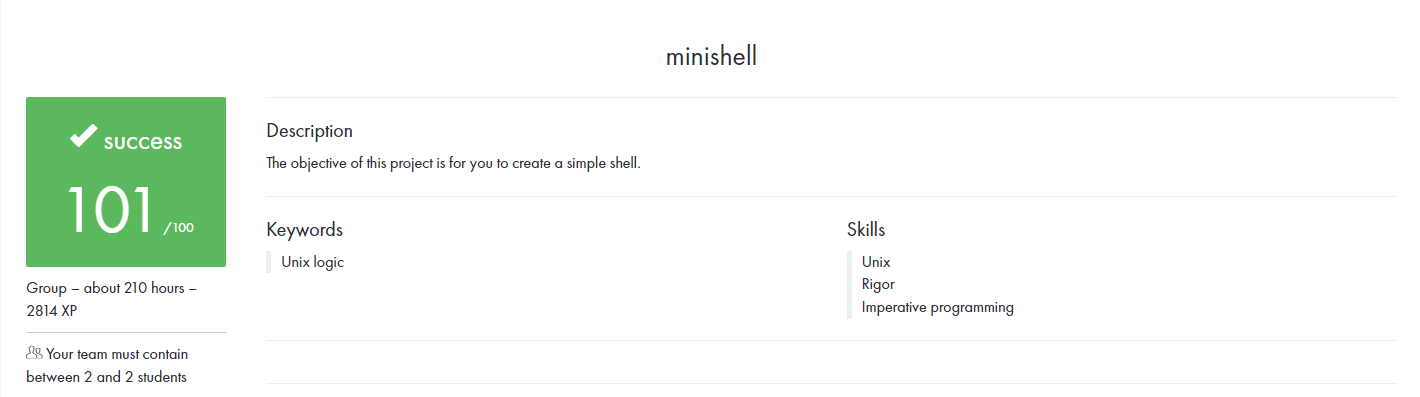 minishell
success
101 /100
Group – about 210 hours –
2814 XP
Your team must contain
between 2 and 2 students
Description
The objective of this project is for you to create a simple shell.
Keywords
Unix logic
Skills
Unix
Rigor
Imperative programming